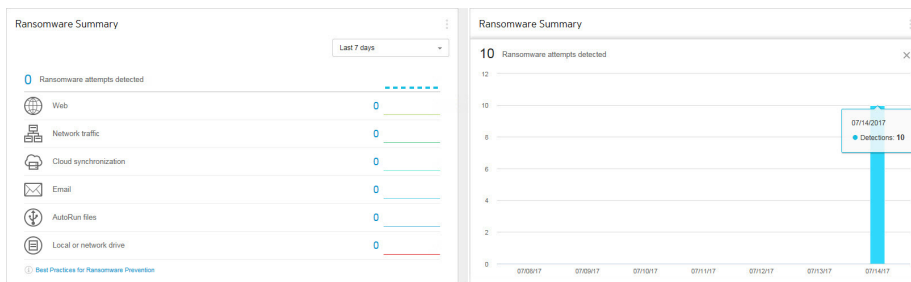 Ransomware Summary
Last 7 days
0 Ransomware attempts detected
Web 0
Network traffic 0
Cloud synchronization 0
Email 0
AutoRun files 0
Local or network drive 0
Best Practices for Ransomware Prevention
Ransomware Summary
10 Ransomware attempts detected
12
10
8
6
4
2
0
07/14/2017
Detections: 10
07/08/17 07/09/17 07/10/17 07/11/17 07/12/17 07/13/17 07/14/17